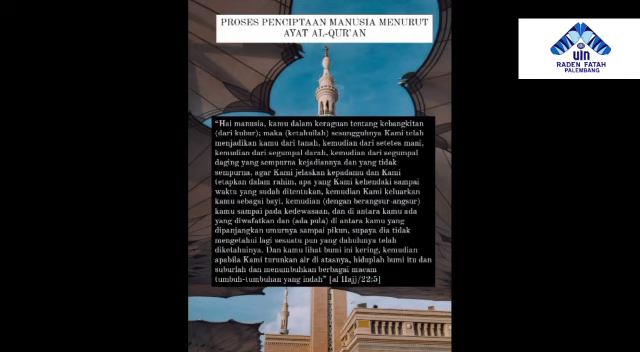 PROSES PENCIPTAAN MANUSIA MENURUT
AYAT AL-QUR'AN
uin
RADEN FATAH
PALEMBANG
"Hai manusia, kamu dalam keraguan tentang kebangkitan
(dari kubur); maka (ketahuilah) sesungguhnya Kami telah
menjadikan kamu dari tanah, kemudian dari setetes mani,
kemudian dari segumpal darah, kemudian dari segumpal
daging yang sempurna kejadiannya dan yang tidak
sempurna, agar Kami jelaskan kepadamu dan Kami
tetapkan dalam rahim, apa yang Kami kehendaki sampai
waktu yang sudah ditentukan, kemudian Kami keluarkan
kamu sebagai bayi, kemudian (dengan berangsur-angsur)
kamu sampai pada kedewasaan, dan di antara kamu ada
yang diwafatkan dan (ada pula) di antara kamu yang
dipanjangkan umurnya sampai pikun, supaya dia tidak
mengetahui lagi sesuatu pun yang dahulunya telah
diketahuinya. Dan kamu lihat bumi ini kering, kemudian
apabila Kami turunkan air di atasnya, hiduplah bumi itu dan
suburlah dan menumbuhkan berbagai macam
tumbuh-tumbuhan yang indah" [al Hajj/22:5]